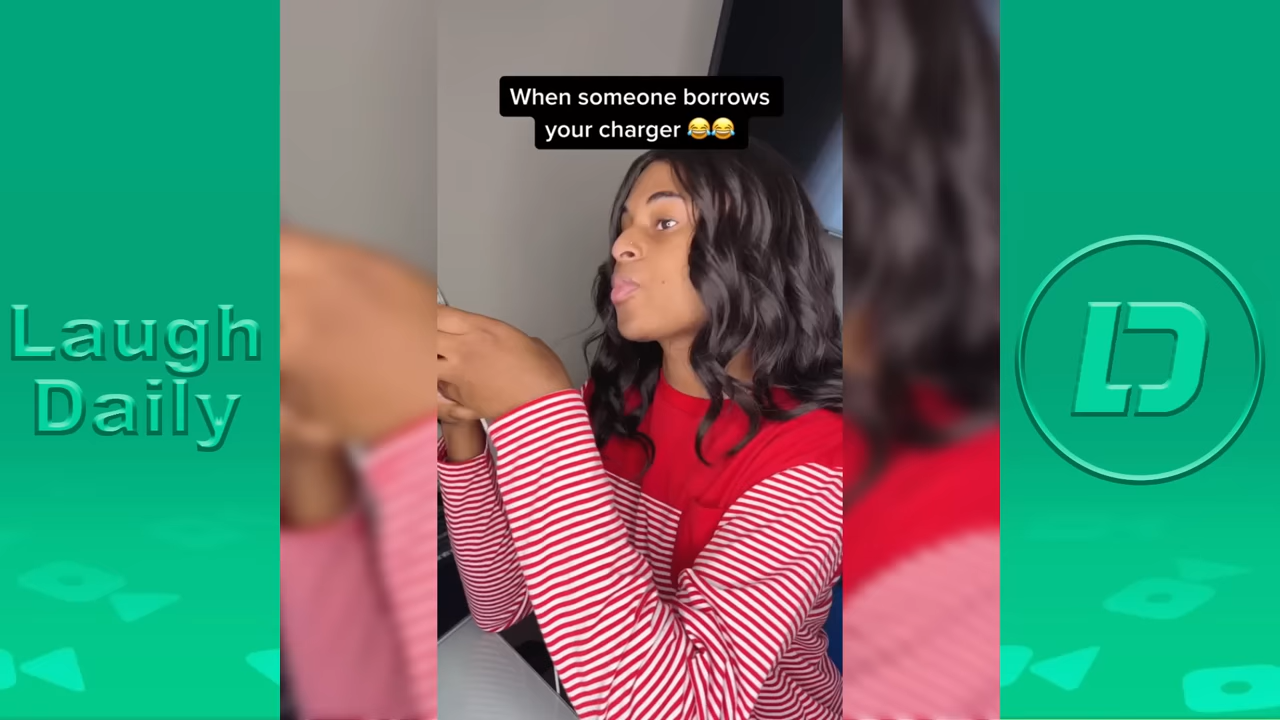 When someone borrows
your charger 😂😂
Laugh
Daily
LD